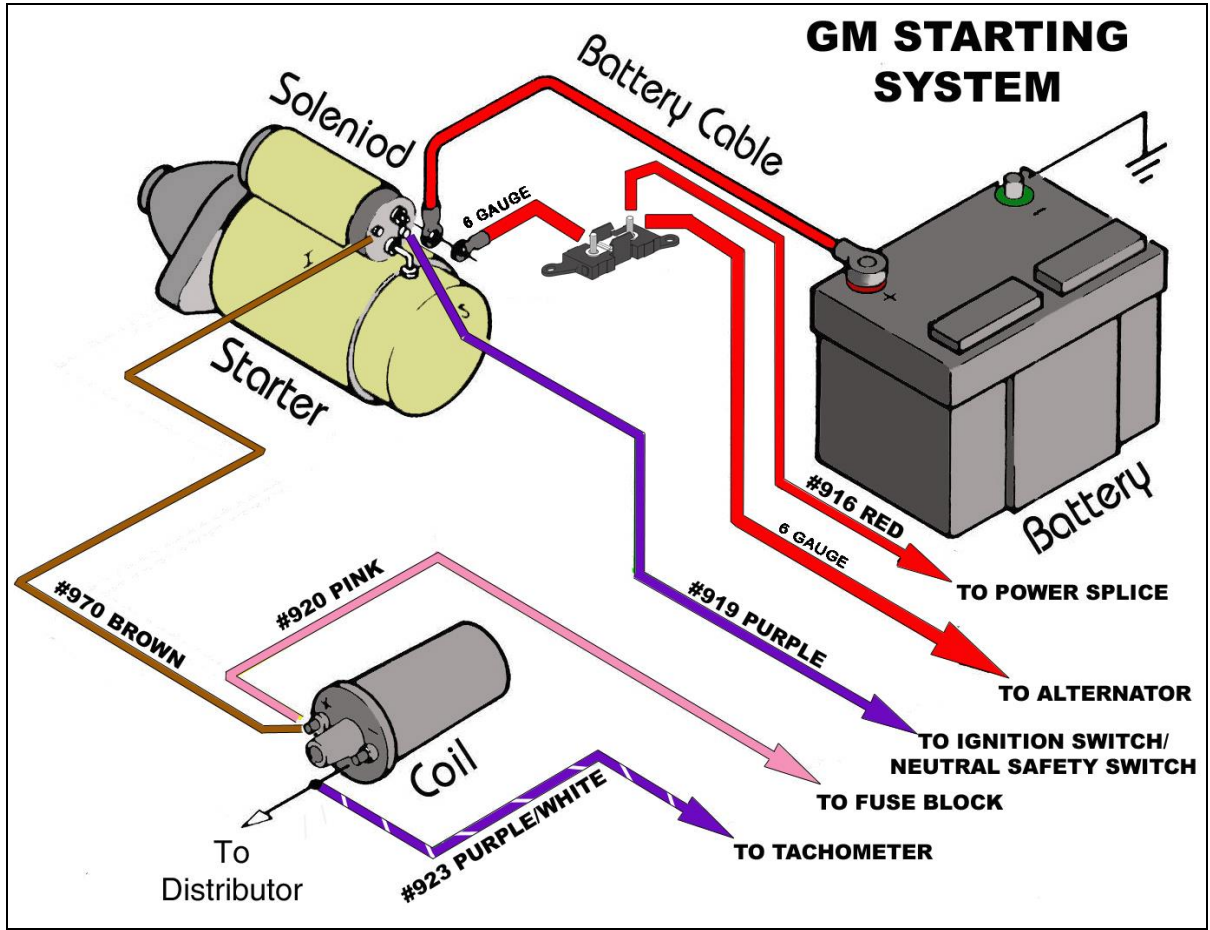 GM STARTING
SYSTEM
Battery Cable
Soleniod
6 GAUGE
-
+
I
S
Starter
Battery
#916 RED
6 GAUGE
TO POWER SPLICE
#919 PURPLE
#920 PINK
#970 BROWN
TO ALTERNATOR
+
-
TO IGNITION SWITCH/
NEUTRAL SAFETY SWITCH
Coil
TO FUSE BLOCK
#923 PURPLE/WHITE
TO TACHOMETER
To
Distributor